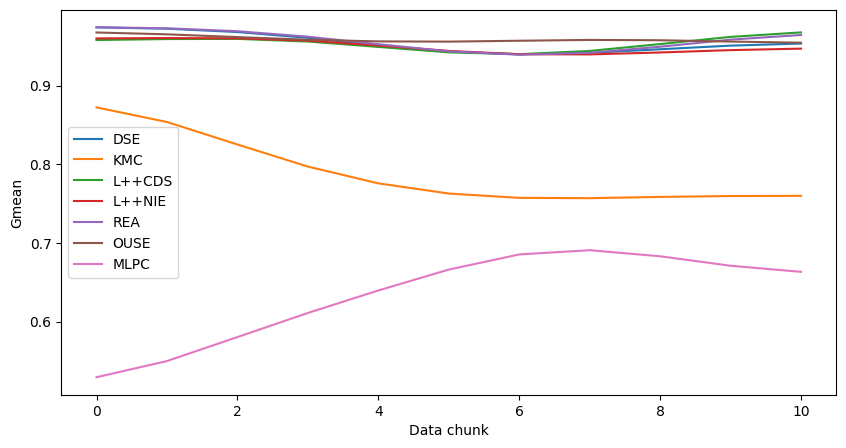 Gmean
0.9
0.8
0.7
0.6
DSE
KMC
L++CDS
L++NIE
REA
OUSE
MLPC
0 2 4 6 8 10
Data chunk